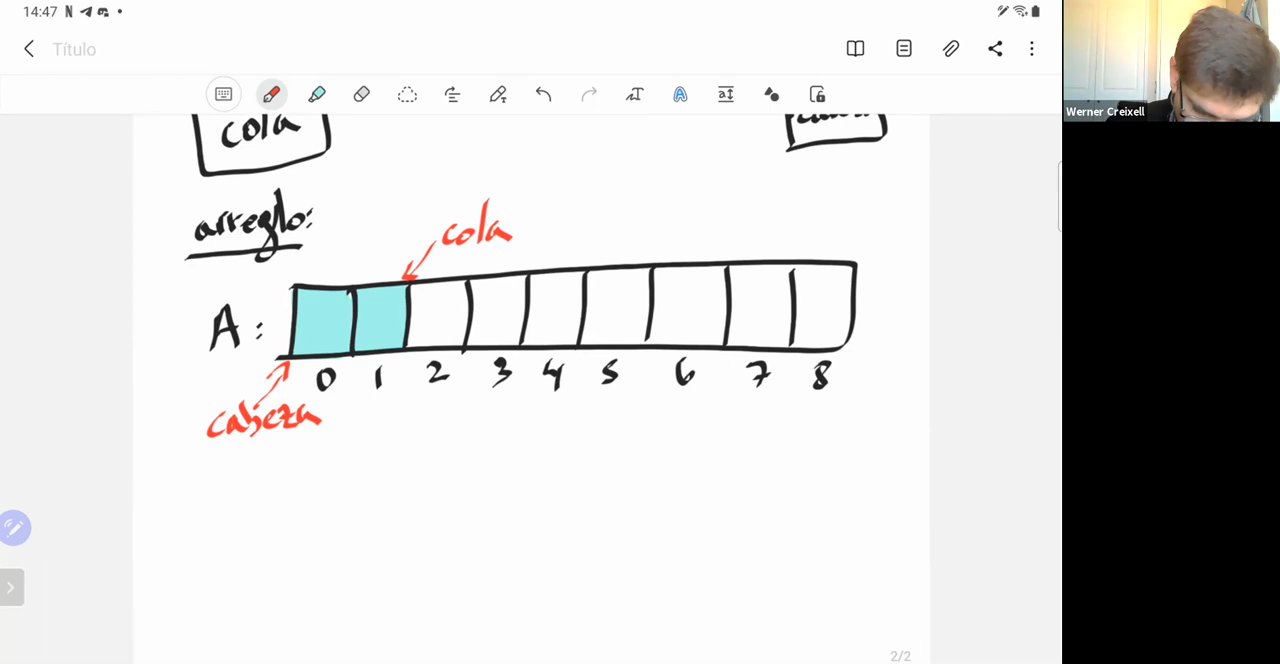 14:47
Título
Werner Creixell
cola
arreglo:
cola
A:
0 1 2 3 4 5 6 7 8
cabeza
2/2